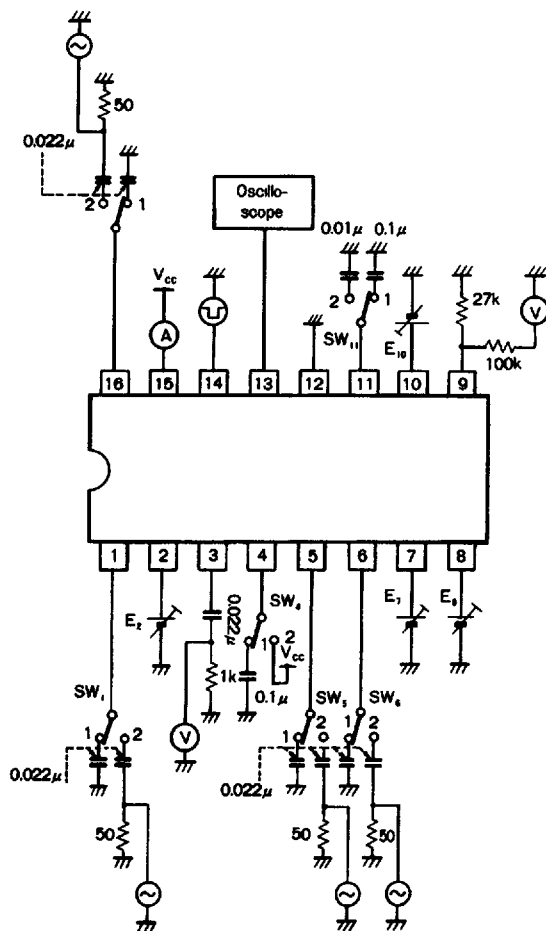 50
0.022μ
2 1
Oscillo-
scope
0.01μ 0.1μ
2 1
SW₁₁
V_CC
A
E₁₀
27k
V
100k
16 15 14 13 12 11 10 9
1 2 3 4 5 6 7 8
E₂
0.022μ
SW₄
1 2
V_CC
1k
0.1μ
V
E₇
E₈
SW₁
1 2
0.022μ
50
SW₅
1 2
SW₆
1 2
0.022μ
50
50